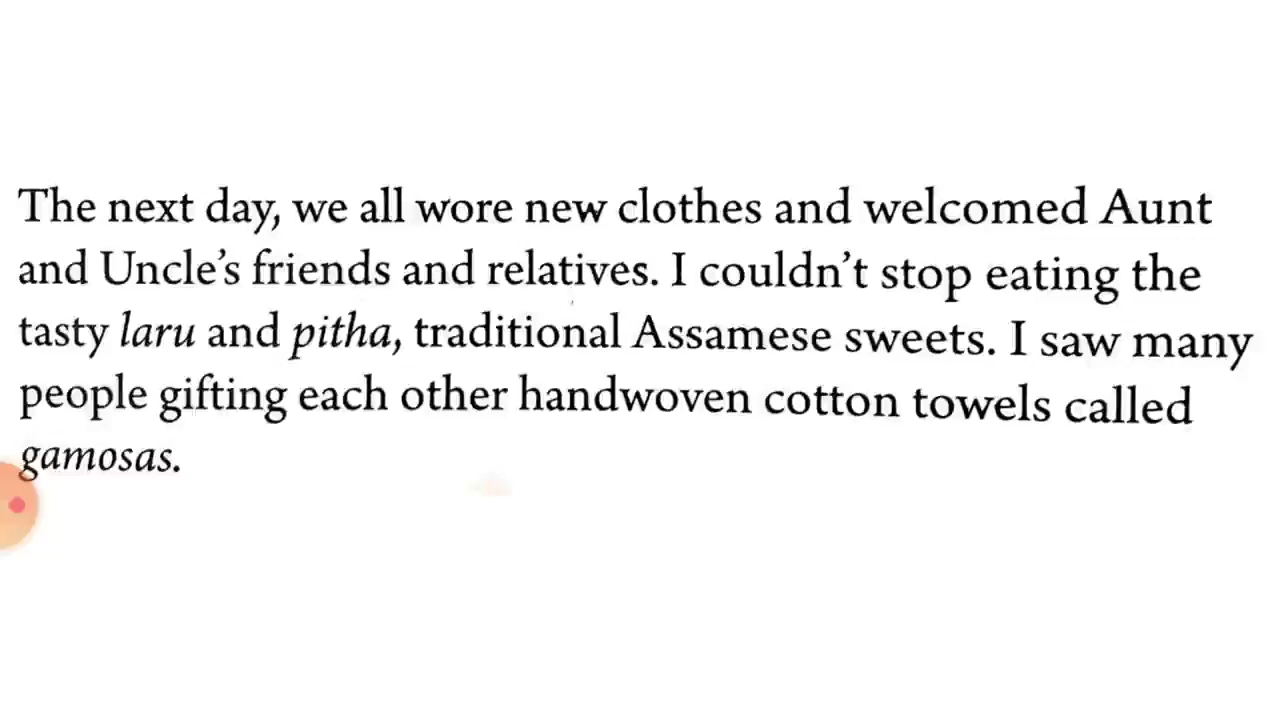 The next day, we all wore new clothes and welcomed Aunt
and Uncle’s friends and relatives. I couldn’t stop eating the
tasty laru and pitha, traditional Assamese sweets. I saw many
people gifting each other handwoven cotton towels called
gamosas.